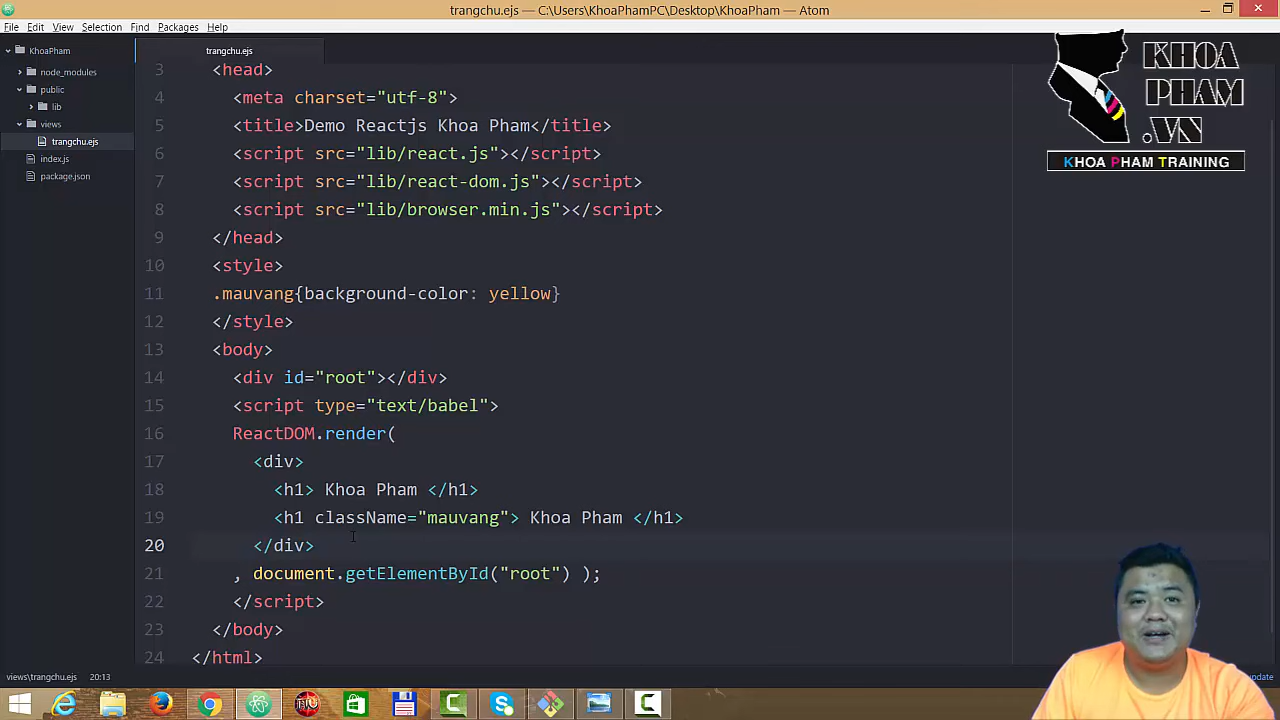 trangchu.ejs — C:\Users\KhoaPhamPC\Desktop\KhoaPham — Atom
File Edit View Selection Find Packages Help
KhoaPham
node_modules
public
lib
views
trangchu.ejs
index.js
package.json
trangchu.ejs
3 <head>
4 <meta charset="utf-8">
5 <title>Demo Reactjs Khoa Pham</title>
6 <script src="lib/react.js"></script>
7 <script src="lib/react-dom.js"></script>
8 <script src="lib/browser.min.js"></script>
9 </head>
10 <style>
11 .mauvang{background-color: yellow}
12 </style>
13 <body>
14 <div id="root"></div>
15 <script type="text/babel">
16 ReactDOM.render(
17 <div>
18 <h1> Khoa Pham </h1>
19 <h1 className="mauvang"> Khoa Pham </h1>
20 </div>
21 , document.getElementById("root") );
22 </script>
23 </body>
24 </html>
KHOA
PHAM
.VN
KHOA PHAM TRAINING
views\trangchu.ejs 20:13
update